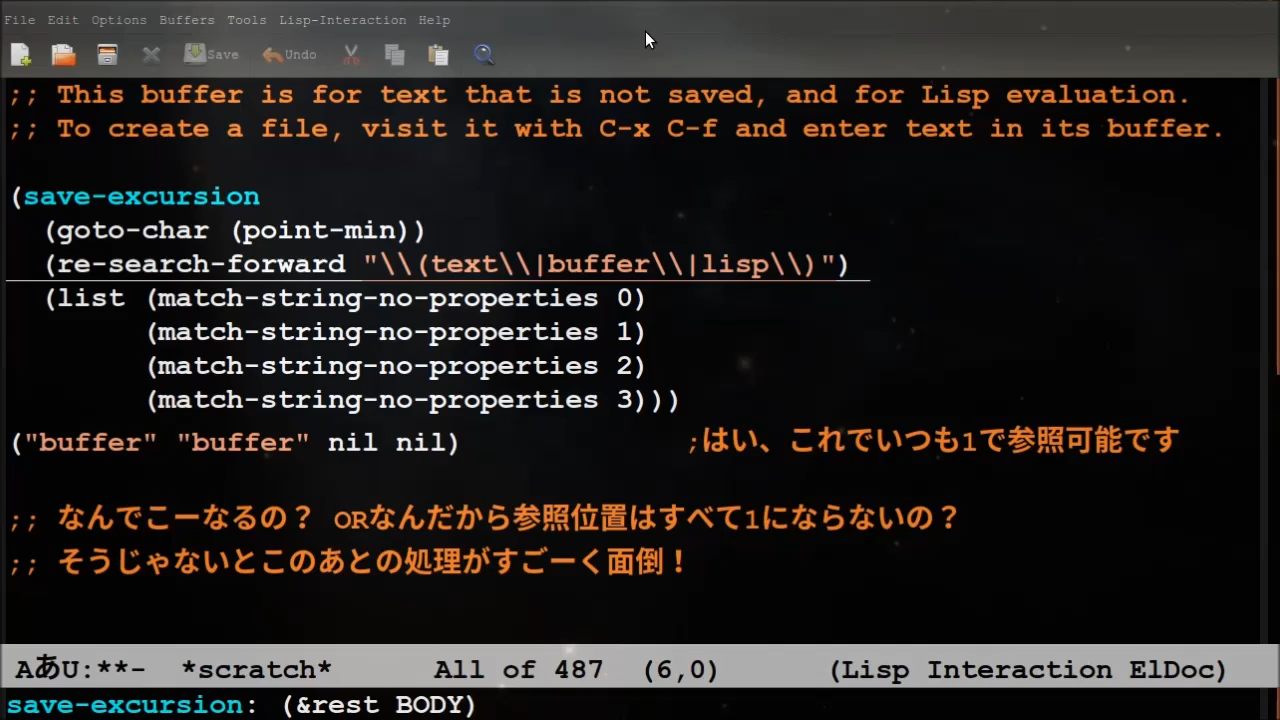 File Edit Options Buffers Tools Lisp-Interaction Help
Save Undo
;; This buffer is for text that is not saved, and for Lisp evaluation.
;; To create a file, visit it with C-x C-f and enter text in its buffer.
(save-excursion
(goto-char (point-min))
(re-search-forward "\\(text\\|buffer\\|lisp\\)")
(list (match-string-no-properties 0)
(match-string-no-properties 1)
(match-string-no-properties 2)
(match-string-no-properties 3)))
("buffer" "buffer" nil nil) ;はい、これでいつも1で参照可能です
;; なんでこーなるの？ ORなんだから参照位置はすべて1にならないの？
;; そうじゃないとこのあとの処理がすごーく面倒！
AあU:**- *scratch* All of 487 (6,0) (Lisp Interaction ElDoc)
save-excursion: (&rest BODY)